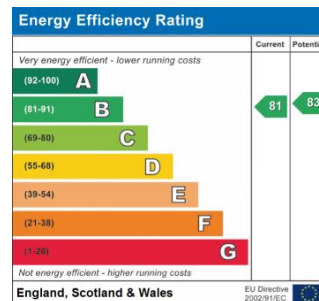 Energy Efficiency Rating
Current Potenti
Very energy efficient - lower running costs
(92-100) A
(81-91) B 81 83
(69-80) C
(55-68) D
(39-54) E
(21-38) F
(1-20) G
Not energy efficient - higher running costs
England, Scotland & Wales
EU Directive
2002/91/EC